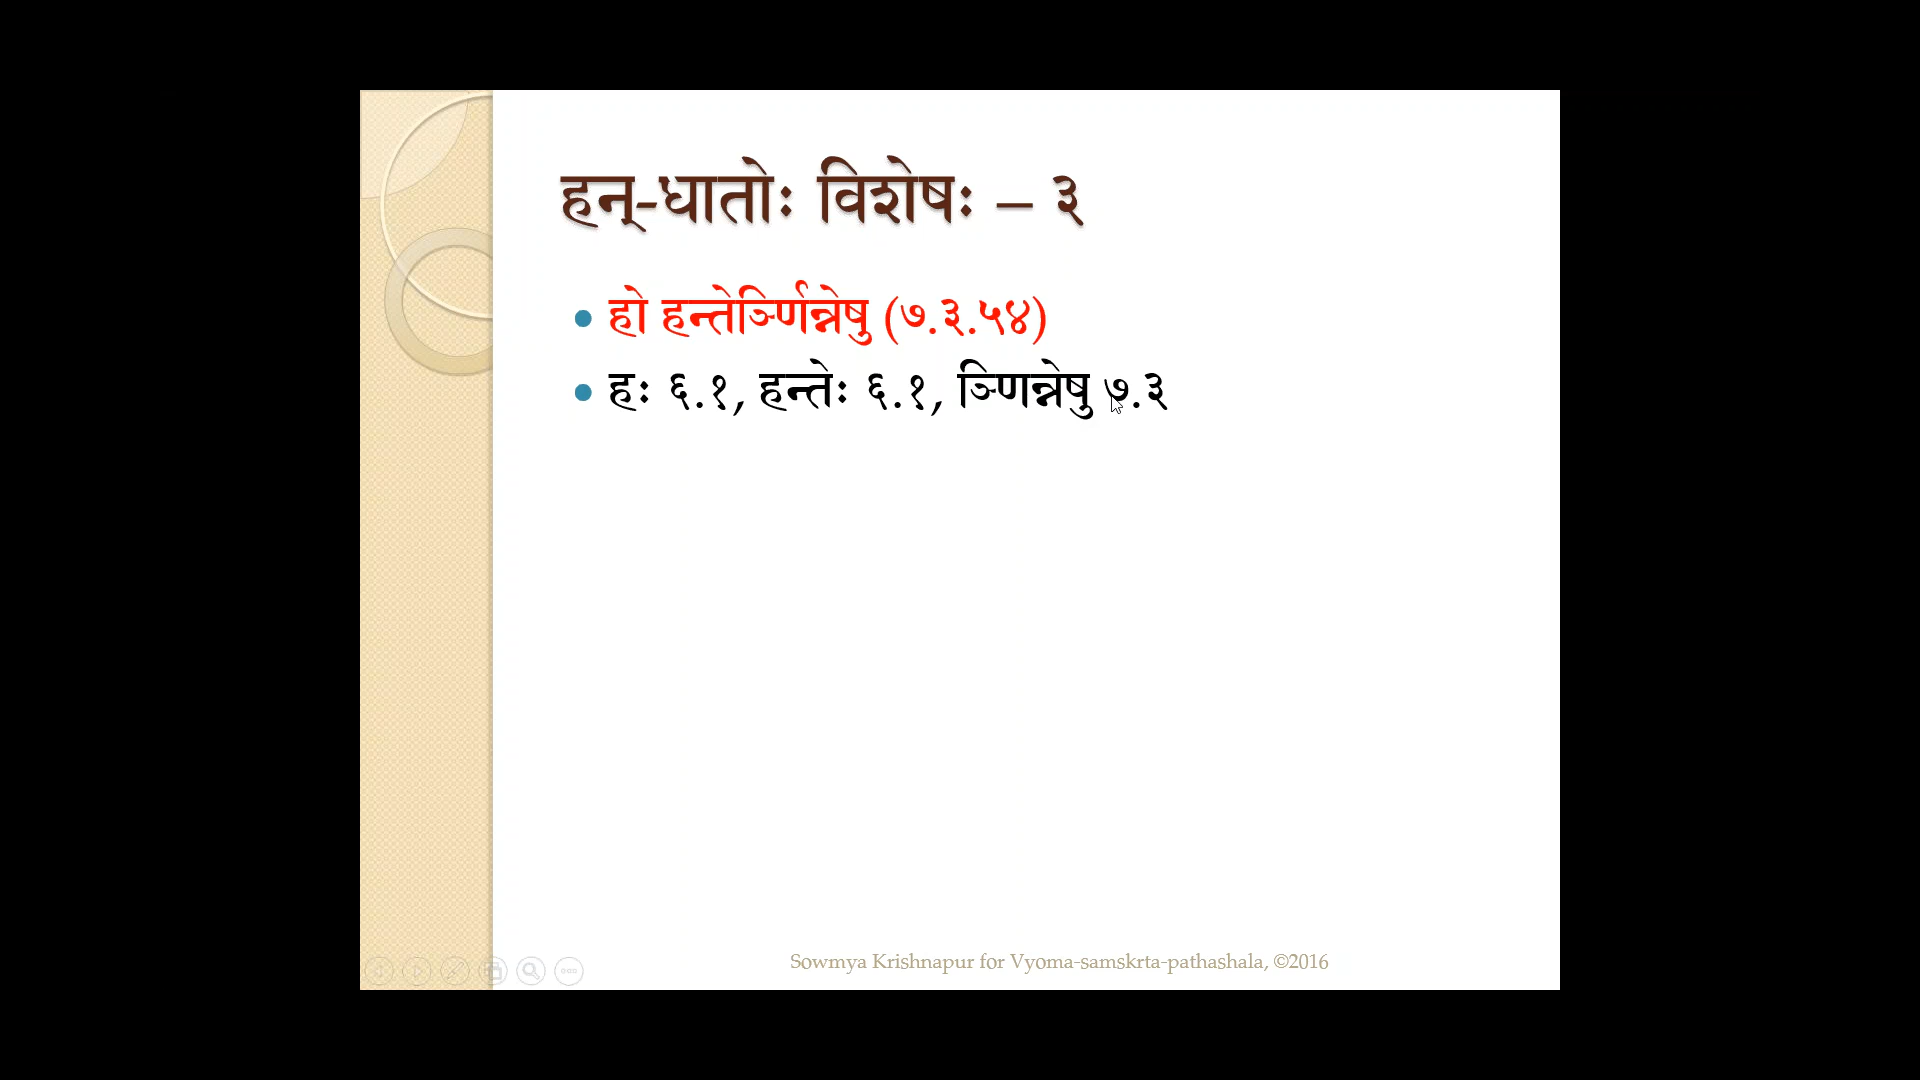 हन्-धातोः विशेषः – ३
हो हन्तेर्ञ्णिन्नेषु (७.३.५४)
हः ६.१, हन्तेः ६.१, ञ्णिन्नेषु ७.३
Sowmya Krishnapur for Vyoma-samskrta-pathashala, ©2016